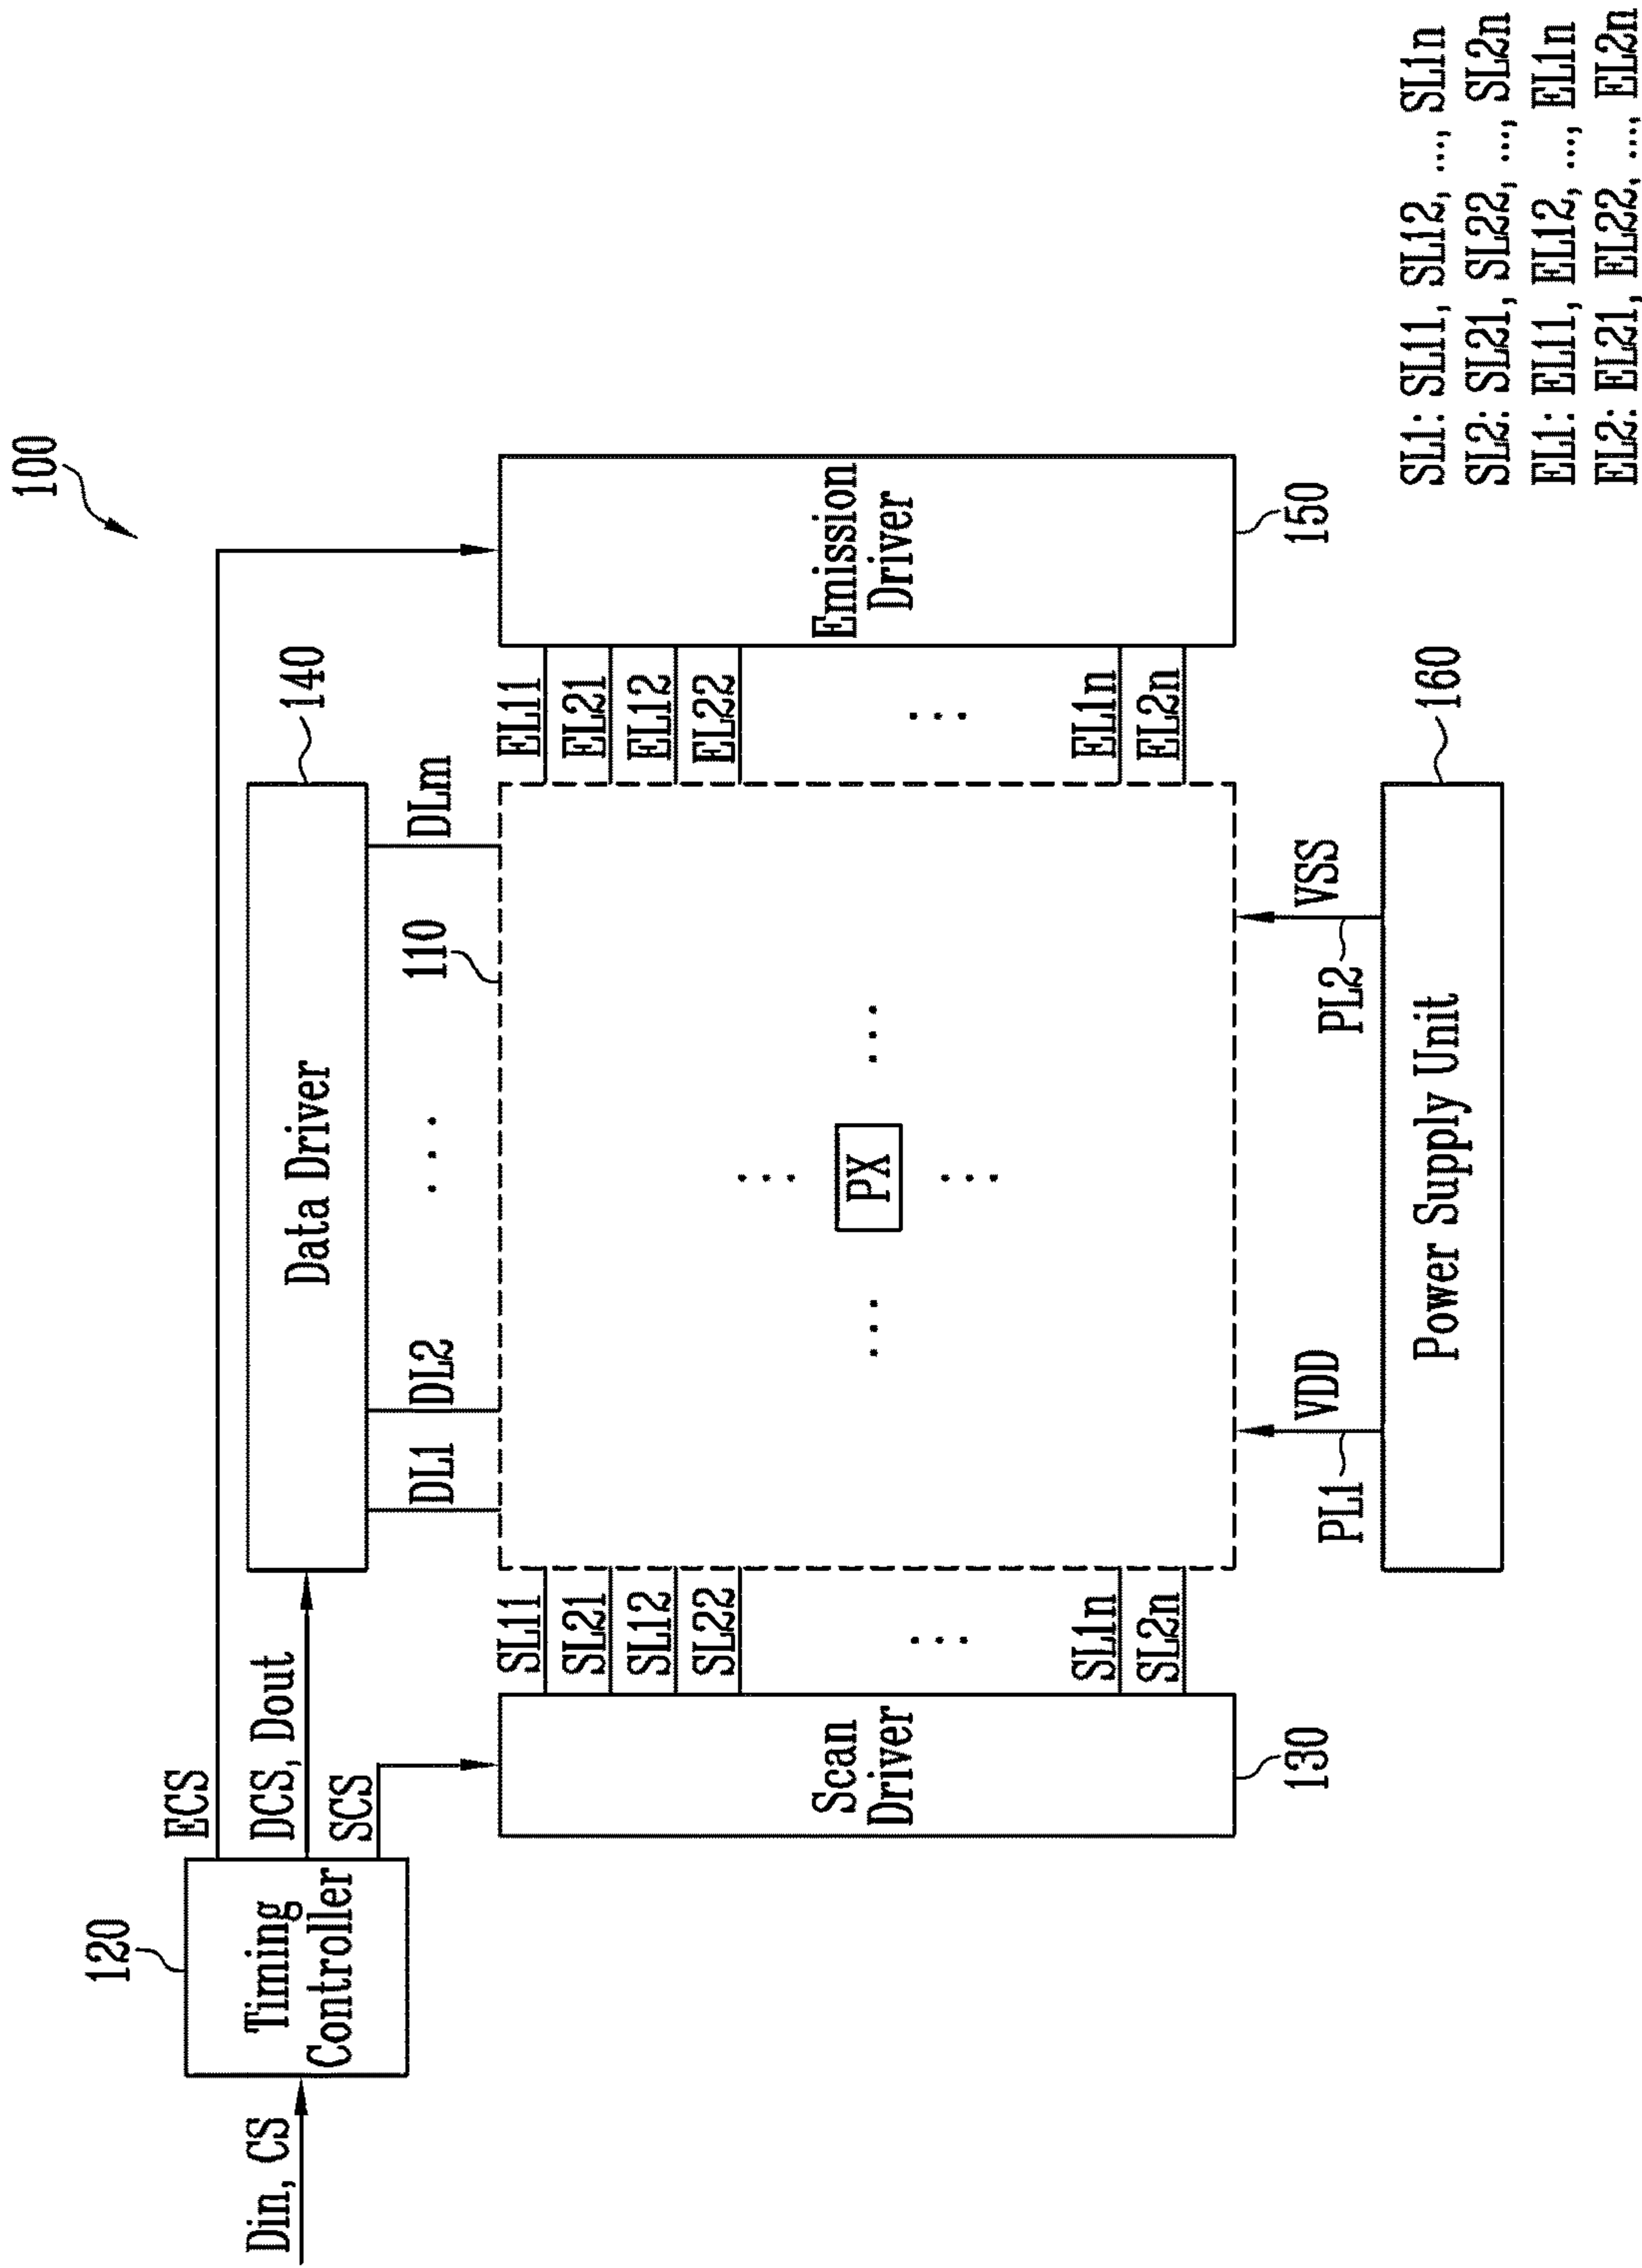 100
120
Din, CS
Timing
Controller
ECS
DCS, Dout
SCS
Data Driver
140
DL1
DL2
...
DLm
110
Scan
Driver
130
SL11
SL21
SL12
SL22
...
SL1n
SL2n
...
...
PX
...
...
EL11
EL21
EL12
EL22
...
EL1n
EL2n
Emission
Driver
150
PL1
VDD
PL2
VSS
Power Supply Unit
160
SL1: SL11, SL12, ..., SL1n
SL2: SL21, SL22, ..., SL2n
EL1: EL11, EL12, ..., EL1n
EL2: EL21, EL22, ..., EL2n